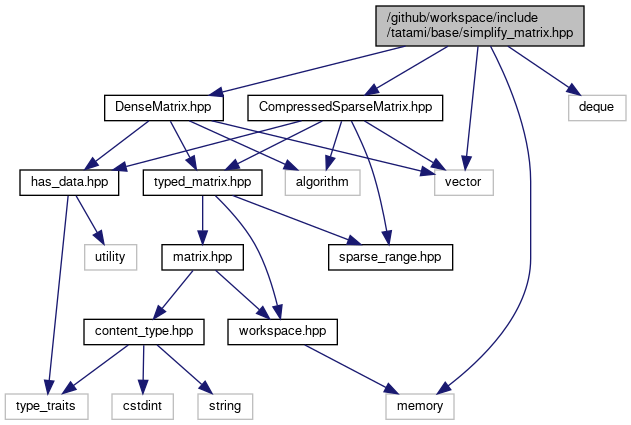 /github/workspace/include
/tatami/base/simplify_matrix.hpp
DenseMatrix.hpp
CompressedSparseMatrix.hpp
deque
has_data.hpp
typed_matrix.hpp
algorithm
vector
utility
matrix.hpp
sparse_range.hpp
content_type.hpp
workspace.hpp
type_traits
cstdint
string
memory